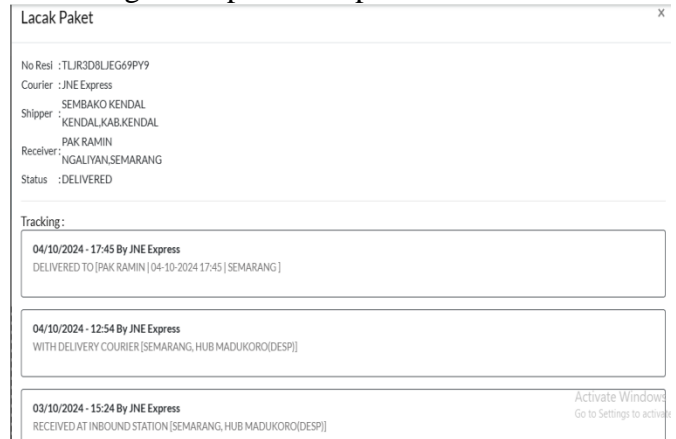 Lacak Paket
x
No Resi : TLJR3D8LJEG69PY9
Courier : JNE Express
Shipper : SEMBAKO KENDAL
KENDAL,KAB.KENDAL
Receiver : PAK RAMIN
NGALIYAN,SEMARANG
Status : DELIVERED
Tracking :
04/10/2024 - 17:45 By JNE Express
DELIVERED TO [PAK RAMIN | 04-10-2024 17:45 | SEMARANG ]
04/10/2024 - 12:54 By JNE Express
WITH DELIVERY COURIER [SEMARANG, HUB MADUKORO(DESP)]
03/10/2024 - 15:24 By JNE Express
RECEIVED AT INBOUND STATION [SEMARANG, HUB MADUKORO(DESP)]
Activate Windows
Go to Settings to activate